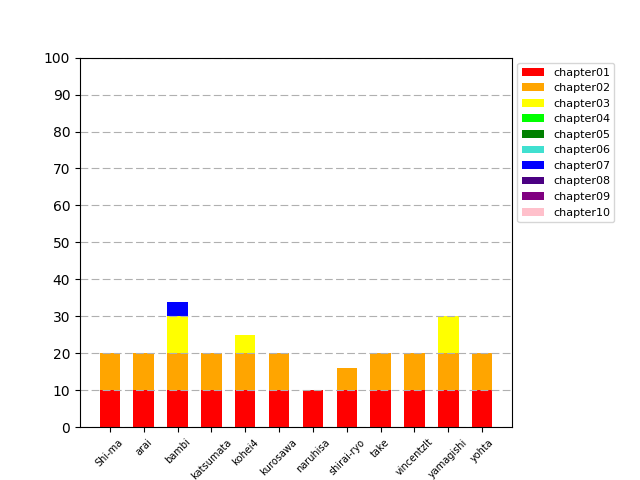 100
90
80
70
60
50
40
30
20
10
0
Shi-ma
arai
bambi
katsumata
kohei4
kurosawa
naruhisa
shirai-ryo
take
vincentzlt
yamagishi
yohta
chapter01
chapter02
chapter03
chapter04
chapter05
chapter06
chapter07
chapter08
chapter09
chapter10